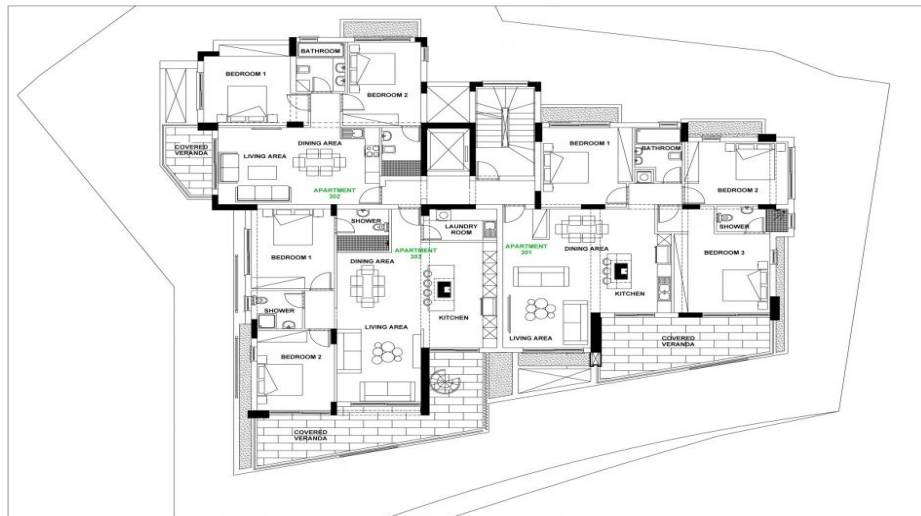 BATHROOM
BEDROOM 1
BEDROOM 2
COVERED
VERANDA
DINING AREA
LIVING AREA
APARTMENT
302
BEDROOM 1
BATHROOM
BEDROOM 2
SHOWER
LAUNDRY
ROOM
APARTMENT
303
APARTMENT
301
DINING AREA
SHOWER
BEDROOM 3
BEDROOM 1
DINING AREA
KITCHEN
SHOWER
LIVING AREA
KITCHEN
LIVING AREA
COVERED
VERANDA
BEDROOM 2
COVERED
VERANDA